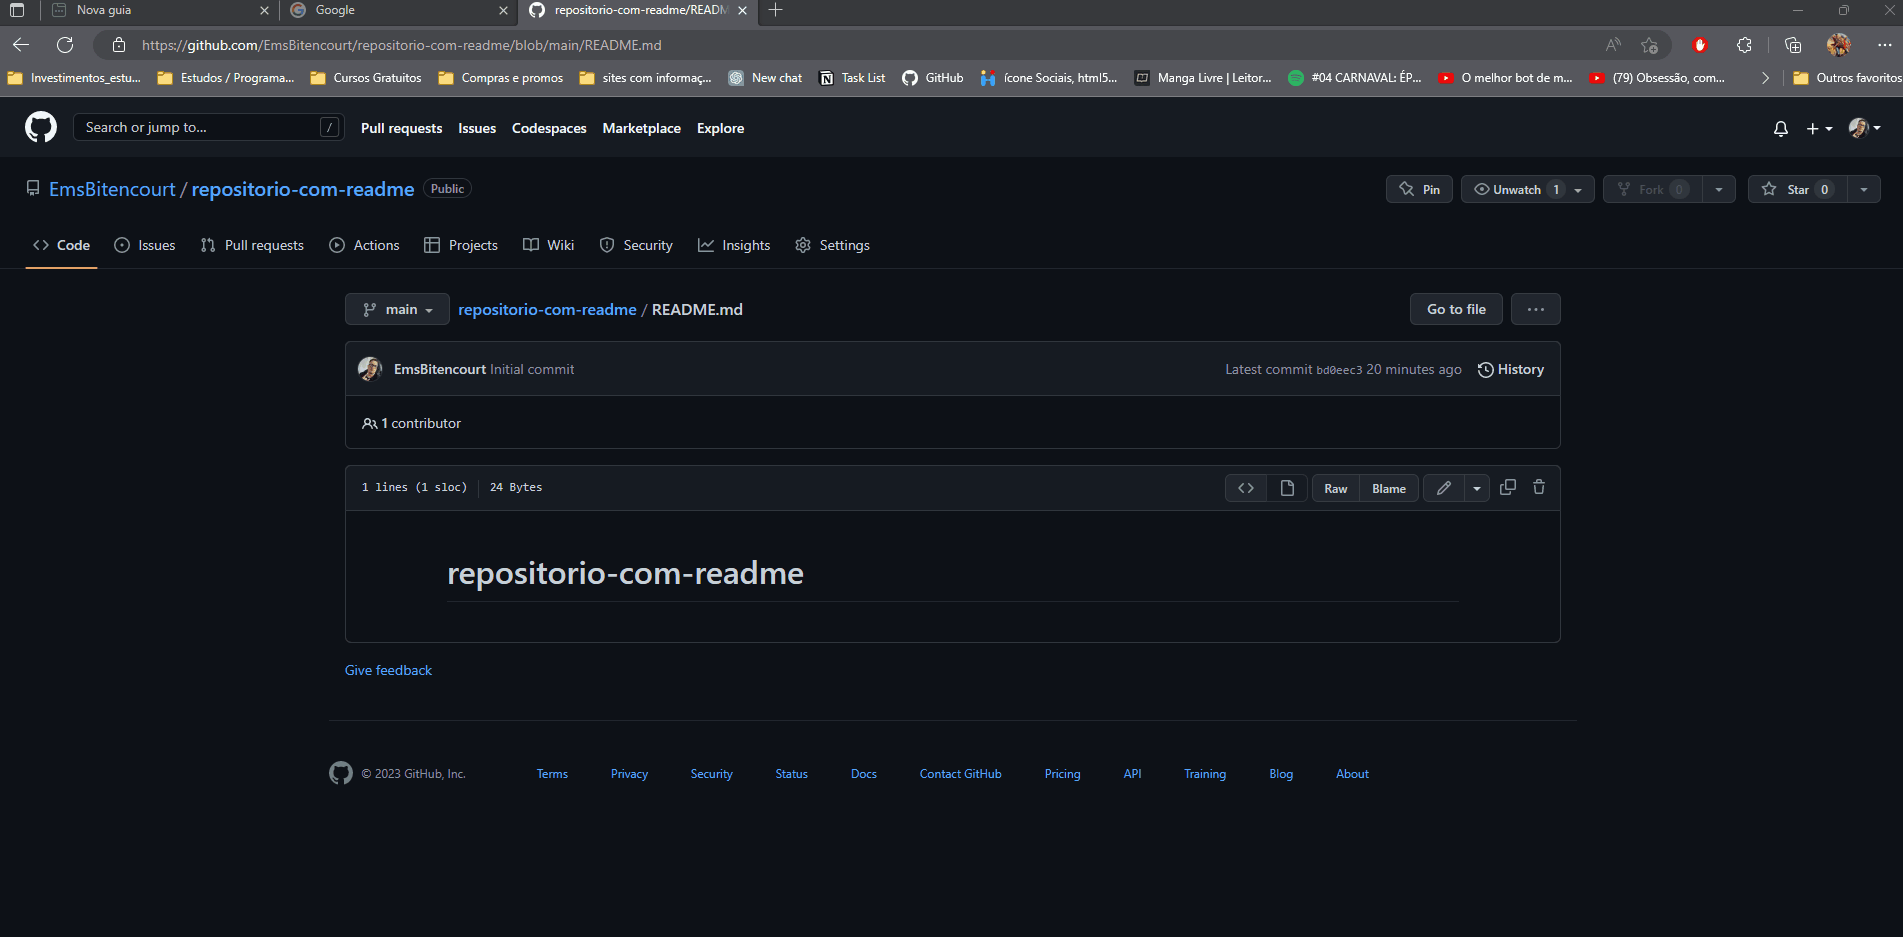 Nova guia
Google
repositorio-com-readme/READM
https://github.com/EmsBitencourt/repositorio-com-readme/blob/main/README.md
Investimentos_estu...
Estudos / Programa...
Cursos Gratuitos
Compras e promos
sites com informaç...
New chat
Task List
GitHub
ícone Sociais, html5...
Manga Livre | Leitor...
#04 CARNAVAL: ÉP...
O melhor bot de m...
(79) Obsessão, com...
Outros favoritos
Search or jump to...
/
Pull requests
Issues
Codespaces
Marketplace
Explore
EmsBitencourt / repositorio-com-readme
Public
Pin
Unwatch 1
Fork 0
Star 0
Code
Issues
Pull requests
Actions
Projects
Wiki
Security
Insights
Settings
main
repositorio-com-readme / README.md
Go to file
EmsBitencourt Initial commit
Latest commit bd0eec3 20 minutes ago
History
1 contributor
1 lines (1 sloc)
24 Bytes
Raw
Blame
repositorio-com-readme
Give feedback
© 2023 GitHub, Inc.
Terms
Privacy
Security
Status
Docs
Contact GitHub
Pricing
API
Training
Blog
About